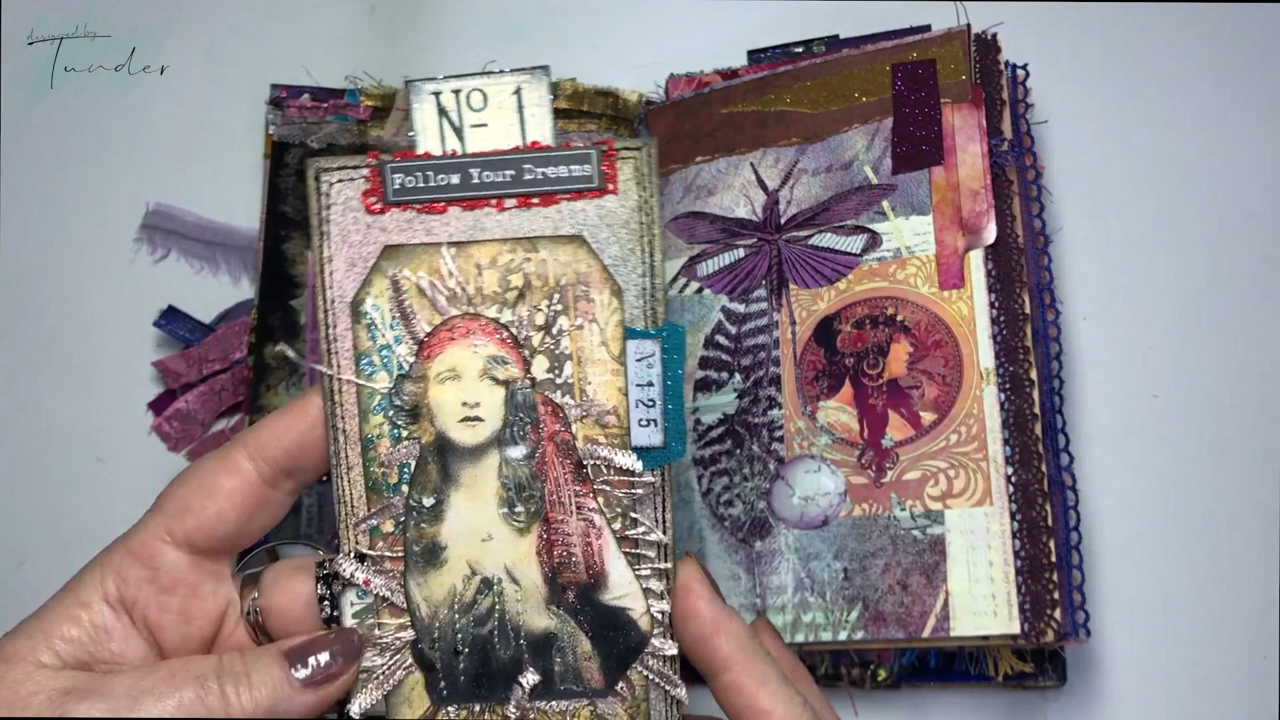 designed by
Tunder
No 1
Follow Your Dreams
No 125